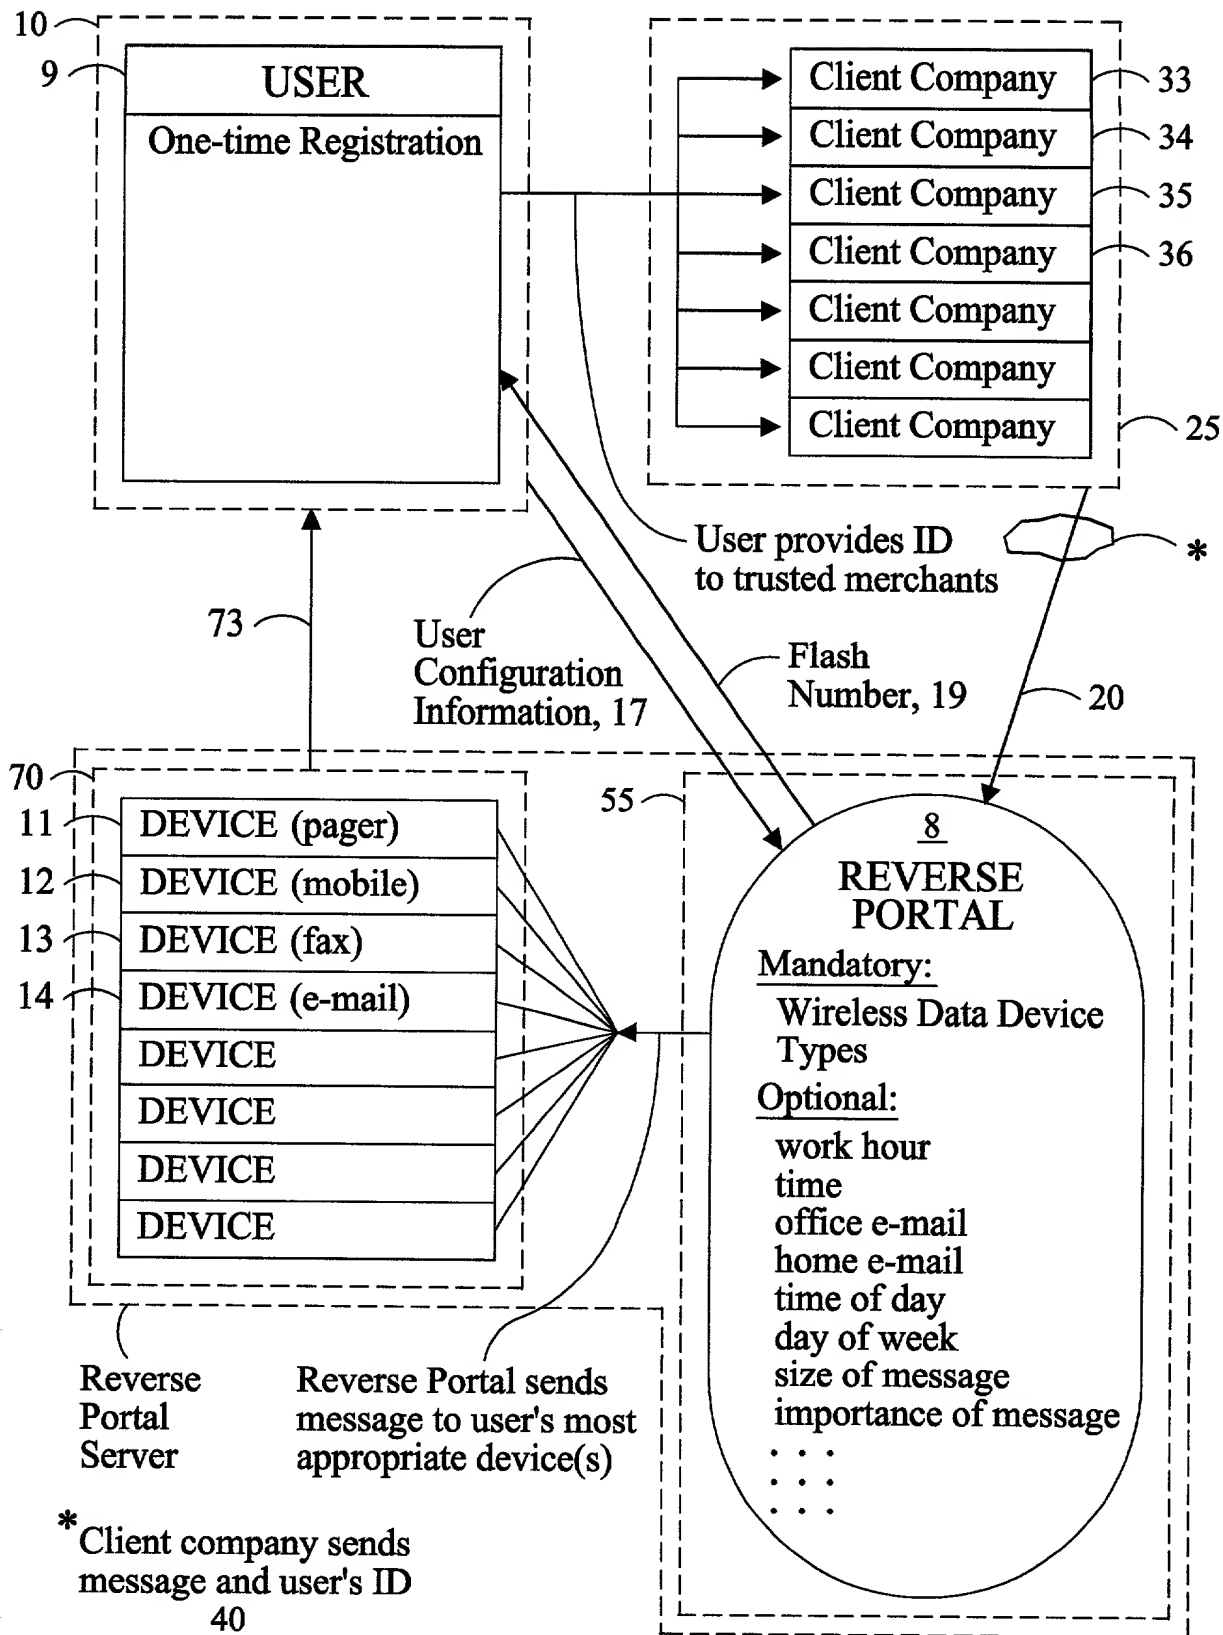 10
9
USER
One-time Registration
Client Company
33
Client Company
34
Client Company
35
Client Company
36
Client Company
Client Company
Client Company
25
User provides ID
to trusted merchants
*
73
User
Configuration
Information, 17
Flash
Number, 19
20
70
11
DEVICE (pager)
12
DEVICE (mobile)
13
DEVICE (fax)
14
DEVICE (e-mail)
DEVICE
DEVICE
DEVICE
DEVICE
55
8
REVERSE
PORTAL
Mandatory:
Wireless Data Device
Types
Optional:
work hour
time
office e-mail
home e-mail
time of day
day of week
size of message
importance of message
. . .
. . .
. . .
Reverse
Portal
Server
Reverse Portal sends
message to user's most
appropriate device(s)
*
Client company sends
message and user's ID
40